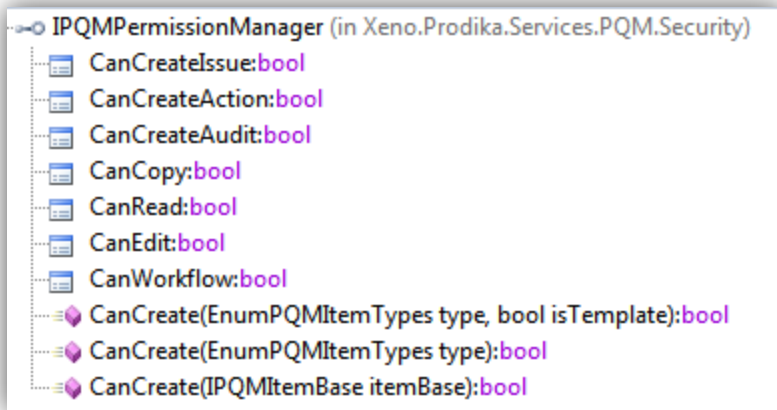 IPQMPermissionManager (in Xeno.Prodika.Services.PQM.Security)
CanCreateIssue:bool
CanCreateAction:bool
CanCreateAudit:bool
CanCopy:bool
CanRead:bool
CanEdit:bool
CanWorkflow:bool
CanCreate(EnumPQMItemTypes type, bool isTemplate):bool
CanCreate(EnumPQMItemTypes type):bool
CanCreate(IPQMItemBase itemBase):bool